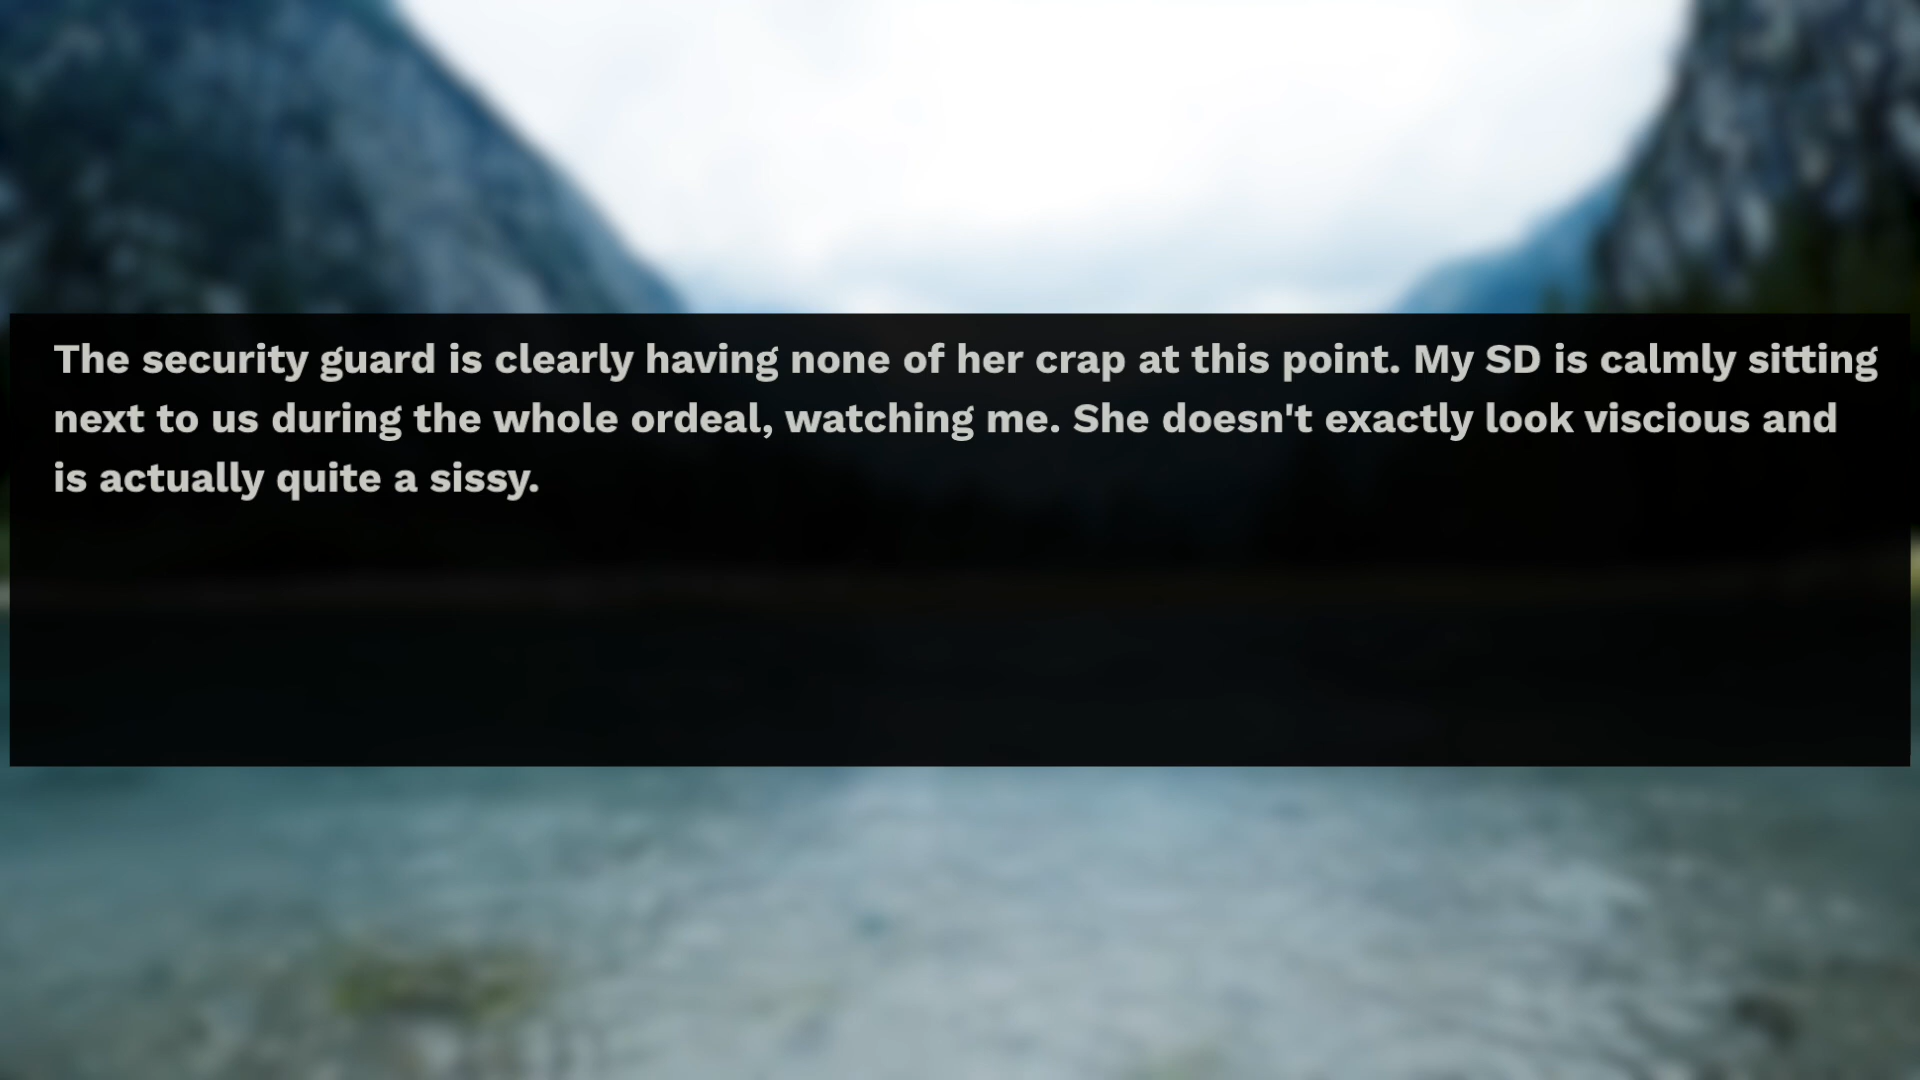 The security guard is clearly having none of her crap at this point. My SD is calmly sitting
next to us during the whole ordeal, watching me. She doesn't exactly look viscious and
is actually quite a sissy.